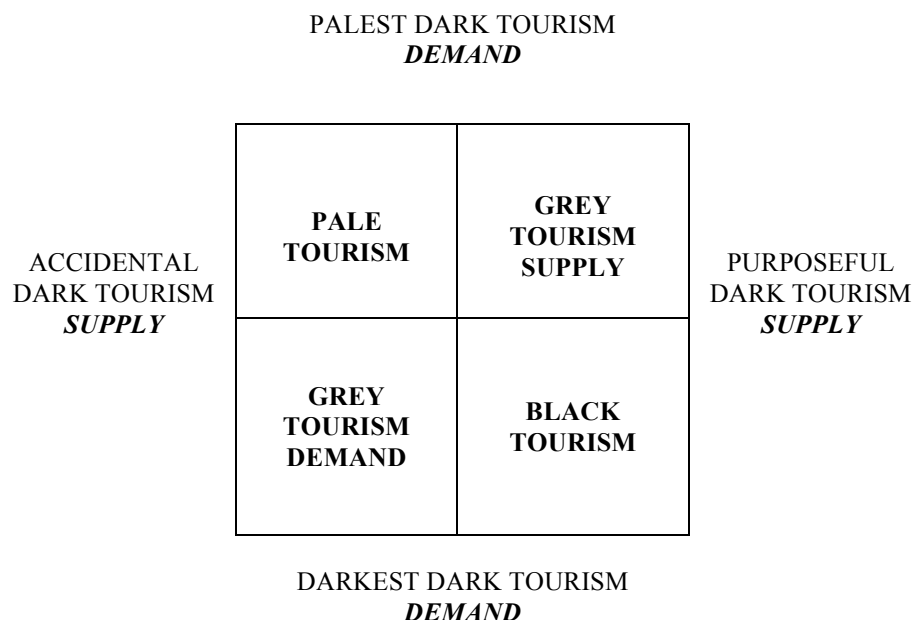 PALEST DARK TOURISM
DEMAND
PALE
TOURISM
GREY
TOURISM
SUPPLY
ACCIDENTAL
DARK TOURISM
SUPPLY
PURPOSEFUL
DARK TOURISM
SUPPLY
GREY
TOURISM
DEMAND
BLACK
TOURISM
DARKEST DARK TOURISM
DEMAND